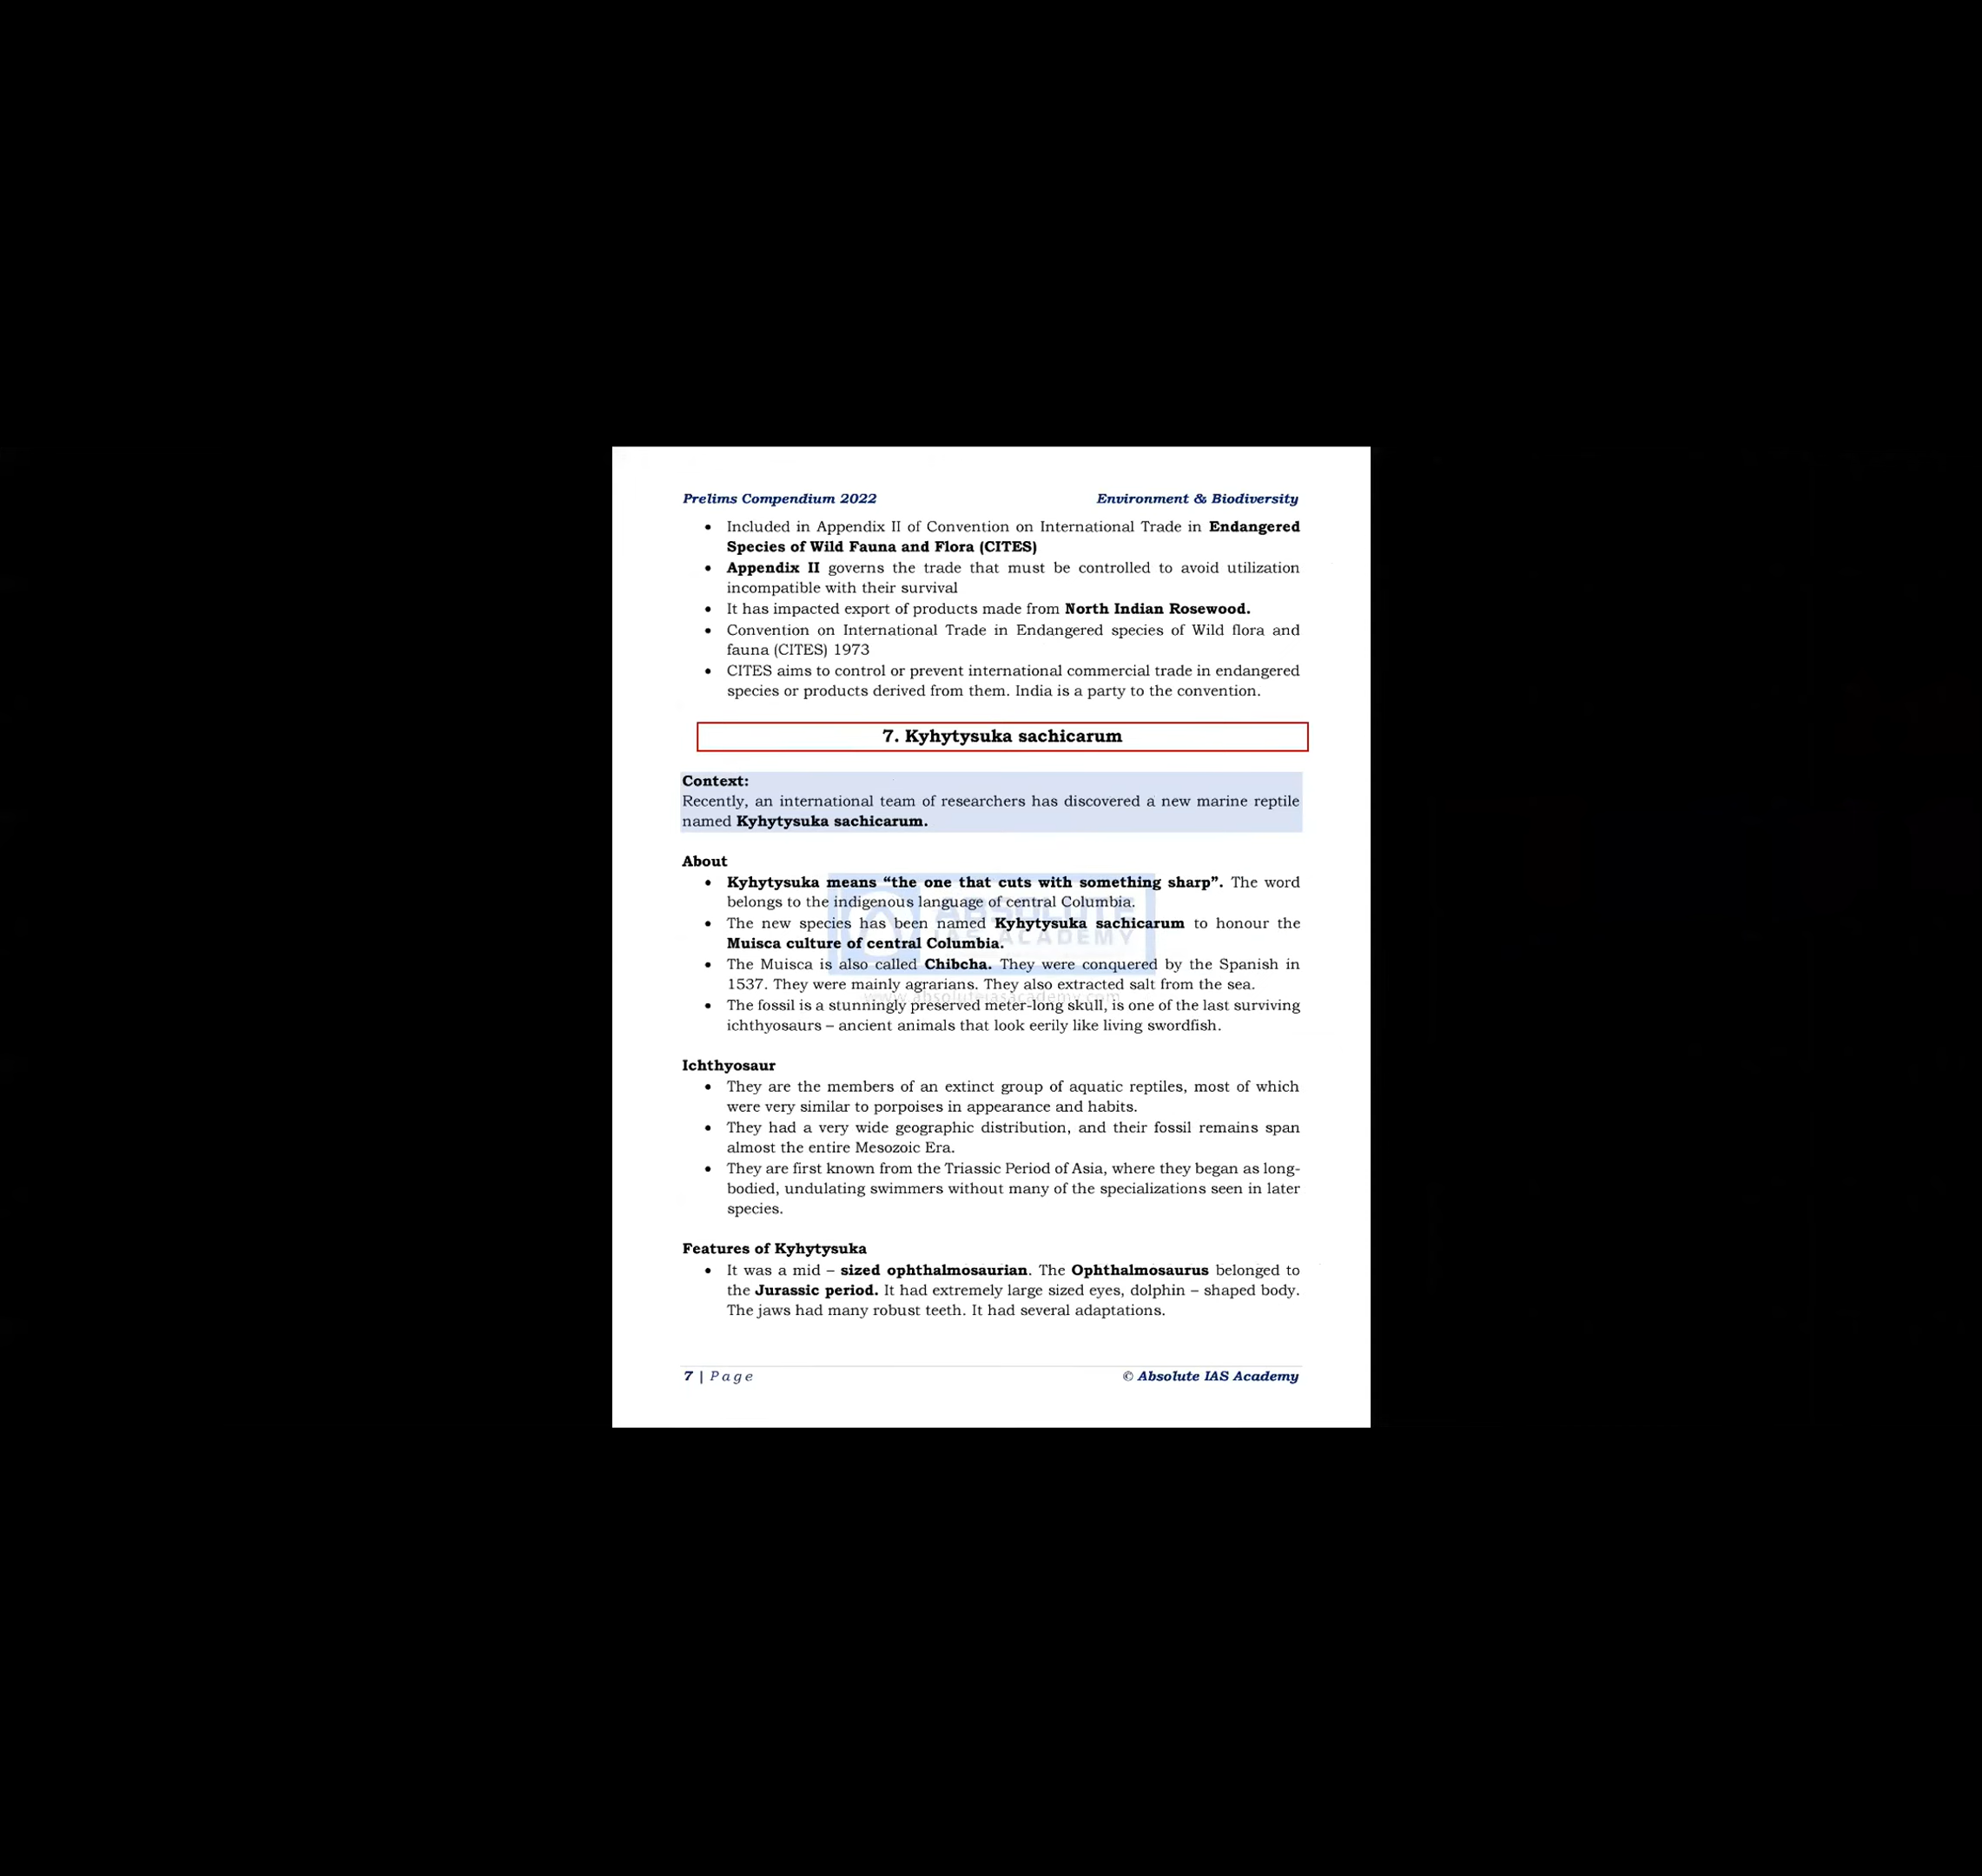 Prelims Compendium 2022 Environment & Biodiversity
• Included in Appendix II of Convention on International Trade in Endangered
Species of Wild Fauna and Flora (CITES)
• Appendix II governs the trade that must be controlled to avoid utilization
incompatible with their survival
• It has impacted export of products made from North Indian Rosewood.
• Convention on International Trade in Endangered species of Wild flora and
fauna (CITES) 1973
• CITES aims to control or prevent international commercial trade in endangered
species or products derived from them. India is a party to the convention.
7. Kyhytysuka sachicarum
Context:
Recently, an international team of researchers has discovered a new marine reptile
named Kyhytysuka sachicarum.
About
• Kyhytysuka means “the one that cuts with something sharp”. The word
belongs to the indigenous language of central Columbia.
• The new species has been named Kyhytysuka sachicarum to honour the
Muisca culture of central Columbia.
• The Muisca is also called Chibcha. They were conquered by the Spanish in
1537. They were mainly agrarians. They also extracted salt from the sea.
• The fossil is a stunningly preserved meter-long skull, is one of the last surviving
ichthyosaurs – ancient animals that look eerily like living swordfish.
ABSOLUTE
IAS ACADEMY
www.absoluteiasacademy.com
Ichthyosaur
• They are the members of an extinct group of aquatic reptiles, most of which
were very similar to porpoises in appearance and habits.
• They had a very wide geographic distribution, and their fossil remains span
almost the entire Mesozoic Era.
• They are first known from the Triassic Period of Asia, where they began as long-
bodied, undulating swimmers without many of the specializations seen in later
species.
Features of Kyhytysuka
• It was a mid – sized ophthalmosaurian. The Ophthalmosaurus belonged to
the Jurassic period. It had extremely large sized eyes, dolphin – shaped body.
The jaws had many robust teeth. It had several adaptations.
7 | Page © Absolute IAS Academy